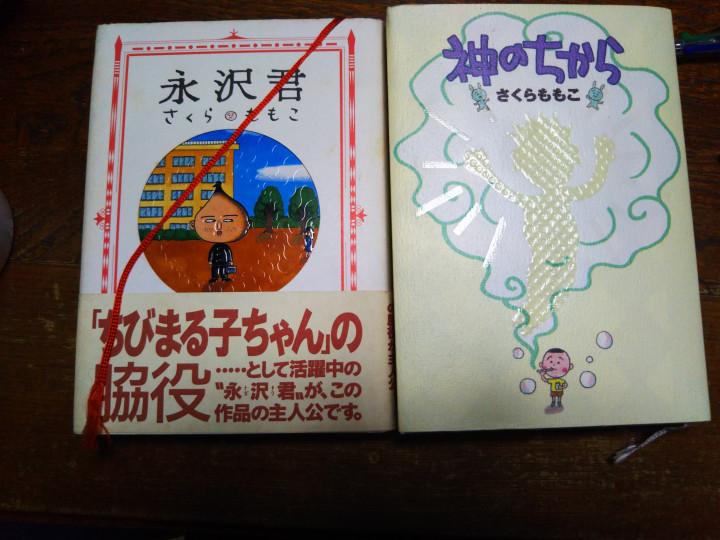 永沢君
さくらももこ
「ちびまる子ちゃん」の
脇役
……として活躍中の
〝永沢君〟が、この
作品の主人公です。
神のちから
さくらももこ